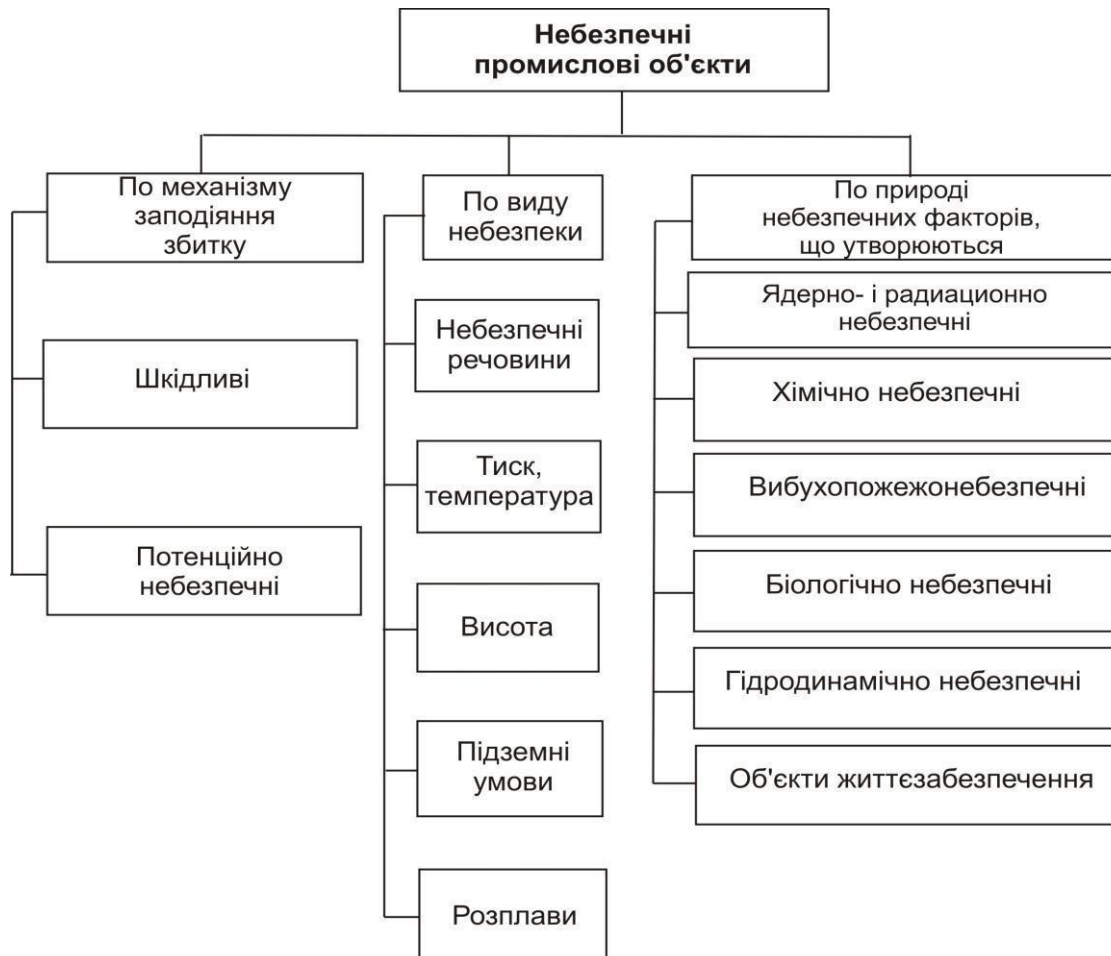 Небезпечні
промислові об'єкти
По механізму
заподіяння
збитку
Шкідливі
Потенційно
небезпечні
По виду
небезпеки
Небезпечні
речовини
Тиск,
температура
Висота
Підземні
умови
Розплави
По природі
небезпечних факторів,
що утворюються
Ядерно- і радиационно
небезпечні
Хімічно небезпечні
Вибухопожежонебезпечні
Біологічно небезпечні
Гідродинамічно небезпечні
Об'єкти життєзабезпечення